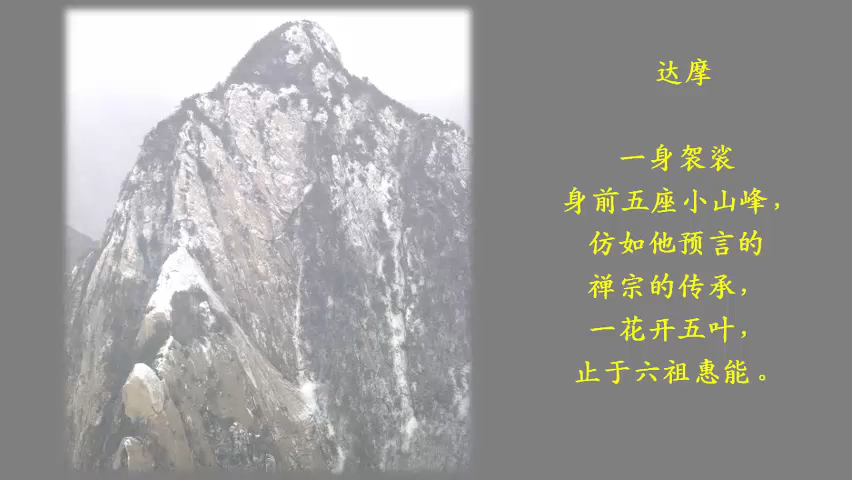 达摩
一身袈裟
身前五座小山峰，
仿如他预言的
禅宗的传承，
一花开五叶，
止于六祖惠能。